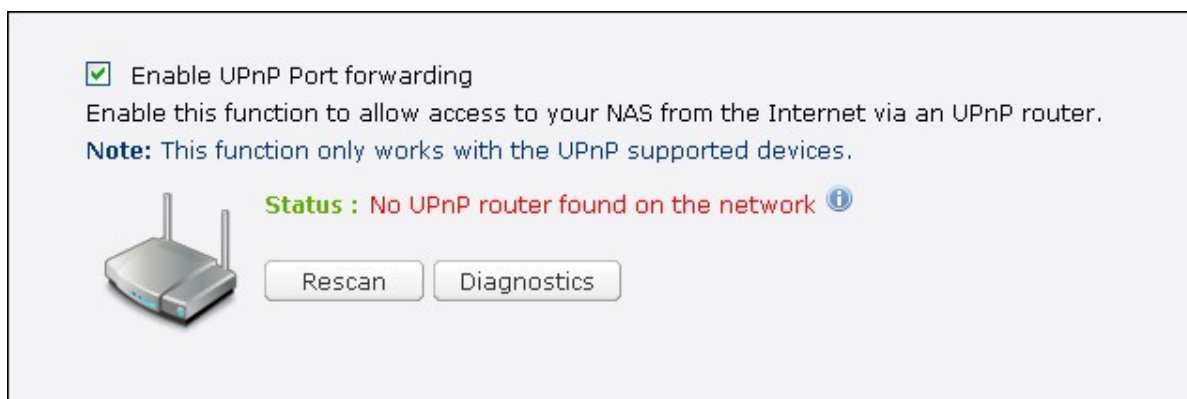 Enable UPnP Port forwarding
Enable this function to allow access to your NAS from the Internet via an UPnP router.
Note: This function only works with the UPnP supported devices.
Status : No UPnP router found on the network
Rescan Diagnostics